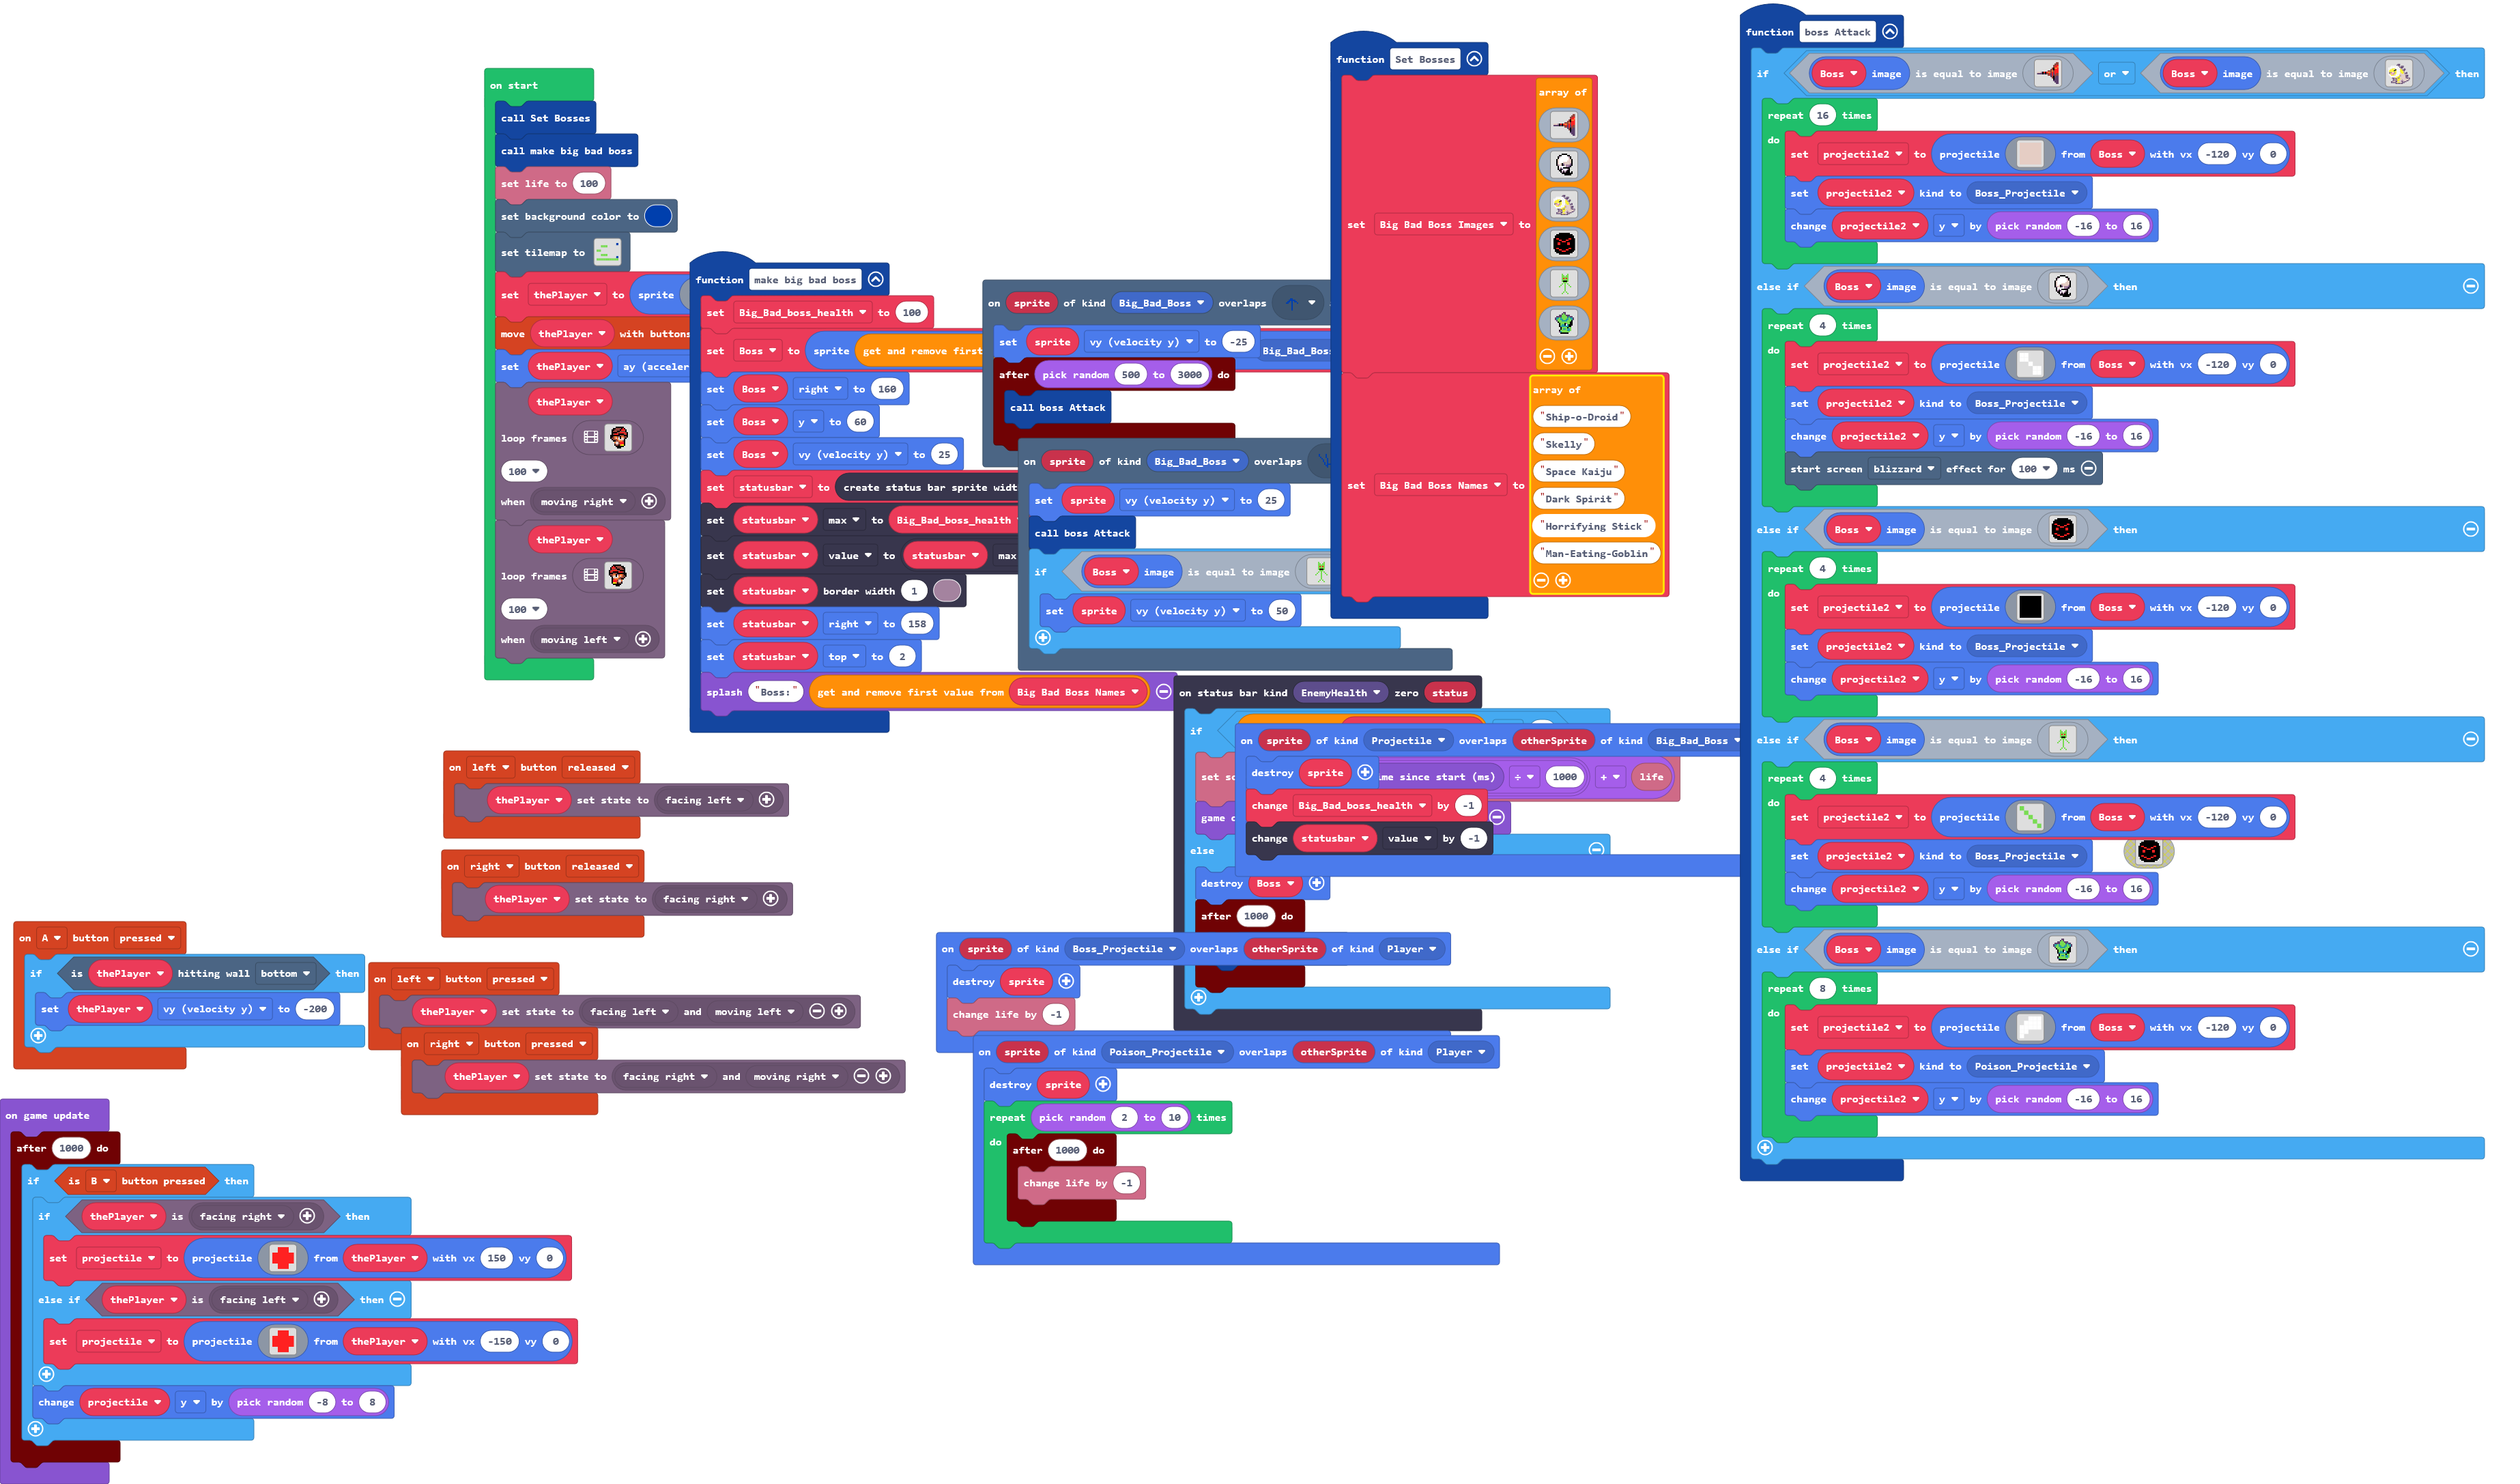 on start
call Set Bosses
call make big bad boss
set life to 100
set background color to
set tilemap to
set thePlayer to sprite
move thePlayer with buttons
set thePlayer ay (acceler
thePlayer
loop frames
100
when moving right
thePlayer
loop frames
100
when moving left
function make big bad boss
set Big_Bad_boss_health to 100
set Boss to sprite get and remove first
Big_Bad_Boss
set Boss right to 160
set Boss y to 60
set Boss vy (velocity y) to 25
set statusbar to create status bar sprite widt
set statusbar max to Big_Bad_boss_health
set statusbar value to statusbar max
set statusbar border width 1
set statusbar right to 158
set statusbar top to 2
splash "Boss:" get and remove first value from Big Bad Boss Names
on sprite of kind Big_Bad_Boss overlaps
set sprite vy (velocity y) to -25
after pick random 500 to 3000 do
call boss Attack
on sprite of kind Big_Bad_Boss overlaps
set sprite vy (velocity y) to 25
call boss Attack
if Boss image is equal to image
set sprite vy (velocity y) to 50
function Set Bosses
array of
set Big Bad Boss Images to
array of
"Ship-o-Droid"
"Skelly"
"Space Kaiju"
"Dark Spirit"
set Big Bad Boss Names to
"Horrifying Stick"
"Man-Eating-Goblin"
on status bar kind EnemyHealth zero status
if
set sc
ime since start (ms) ÷ 1000 + life
game o
else
destroy Boss
after 1000 do
on sprite of kind Projectile overlaps otherSprite of kind Big_Bad_Boss
destroy sprite
change Big_Bad_boss_health by -1
change statusbar value by -1
on sprite of kind Boss_Projectile overlaps otherSprite of kind Player
destroy sprite
change life by -1
on sprite of kind Poison_Projectile overlaps otherSprite of kind Player
destroy sprite
repeat pick random 2 to 10 times
do
after 1000 do
change life by -1
on left button released
thePlayer set state to facing left
on right button released
thePlayer set state to facing right
on A button pressed
if is thePlayer hitting wall bottom then
set thePlayer vy (velocity y) to -200
on left button pressed
thePlayer set state to facing left and moving left
on right button pressed
thePlayer set state to facing right and moving right
on game update
after 1000 do
if is B button pressed then
if thePlayer is facing right then
set projectile to projectile from thePlayer with vx 150 vy 0
else if thePlayer is facing left then
set projectile to projectile from thePlayer with vx -150 vy 0
change projectile y by pick random -8 to 8
function boss Attack
if Boss image is equal to image or Boss image is equal to image then
repeat 16 times
do
set projectile2 to projectile from Boss with vx -120 vy 0
set projectile2 kind to Boss_Projectile
change projectile2 y by pick random -16 to 16
else if Boss image is equal to image then
repeat 4 times
do
set projectile2 to projectile from Boss with vx -120 vy 0
set projectile2 kind to Boss_Projectile
change projectile2 y by pick random -16 to 16
start screen blizzard effect for 100 ms
else if Boss image is equal to image then
repeat 4 times
do
set projectile2 to projectile from Boss with vx -120 vy 0
set projectile2 kind to Boss_Projectile
change projectile2 y by pick random -16 to 16
else if Boss image is equal to image then
repeat 4 times
do
set projectile2 to projectile from Boss with vx -120 vy 0
set projectile2 kind to Boss_Projectile
change projectile2 y by pick random -16 to 16
else if Boss image is equal to image then
repeat 8 times
do
set projectile2 to projectile from Boss with vx -120 vy 0
set projectile2 kind to Poison_Projectile
change projectile2 y by pick random -16 to 16